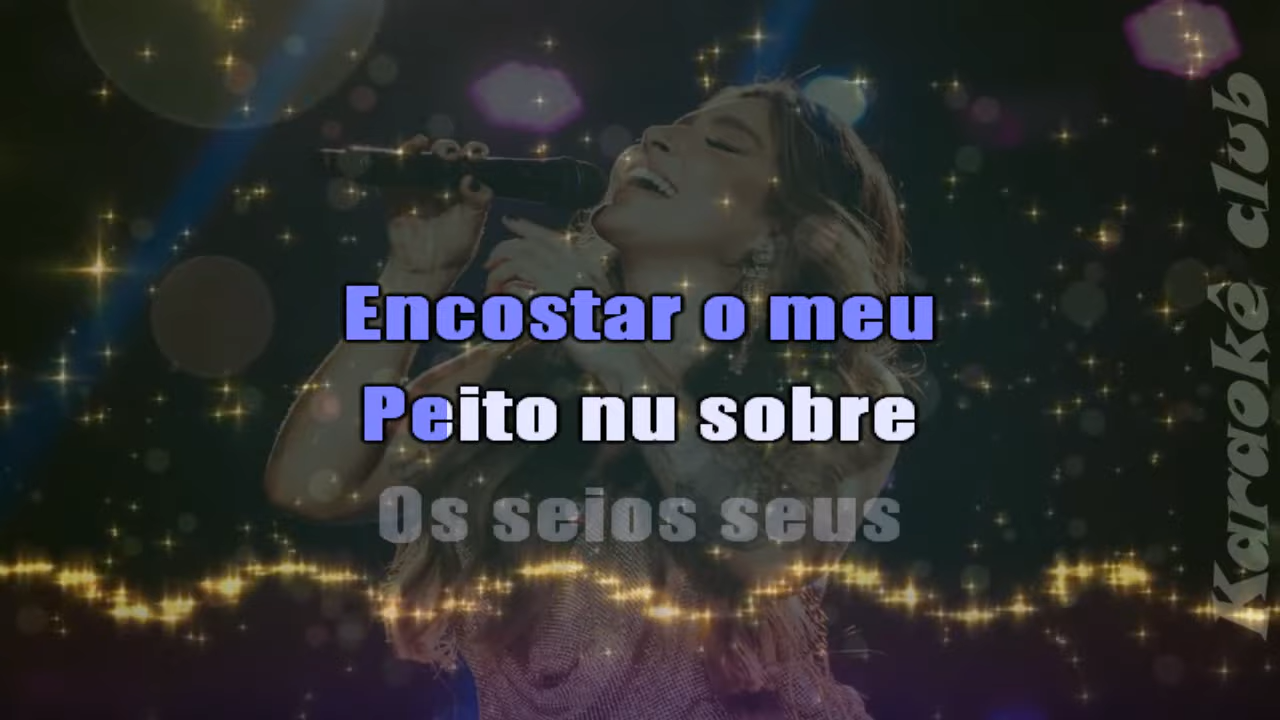 Encostar o meu
Peito nu sobre
Os seios seus
Karaokê club